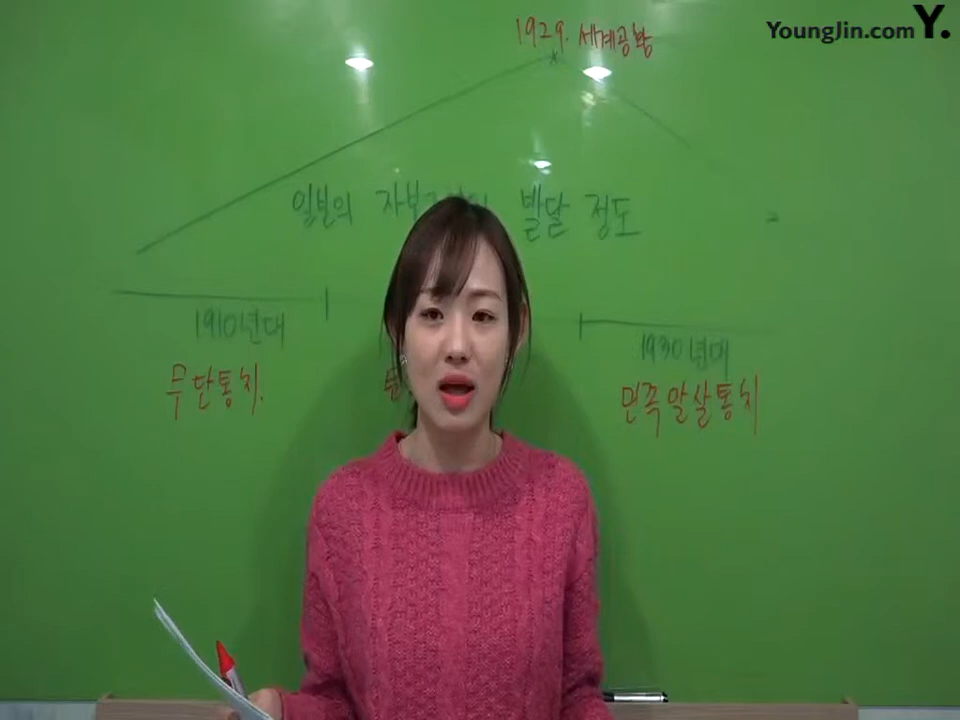 YoungJin.com Y.
1929. 세계공황
일본의 발달 정도
1910년대
1930년대
무단통치.
민족말살통치